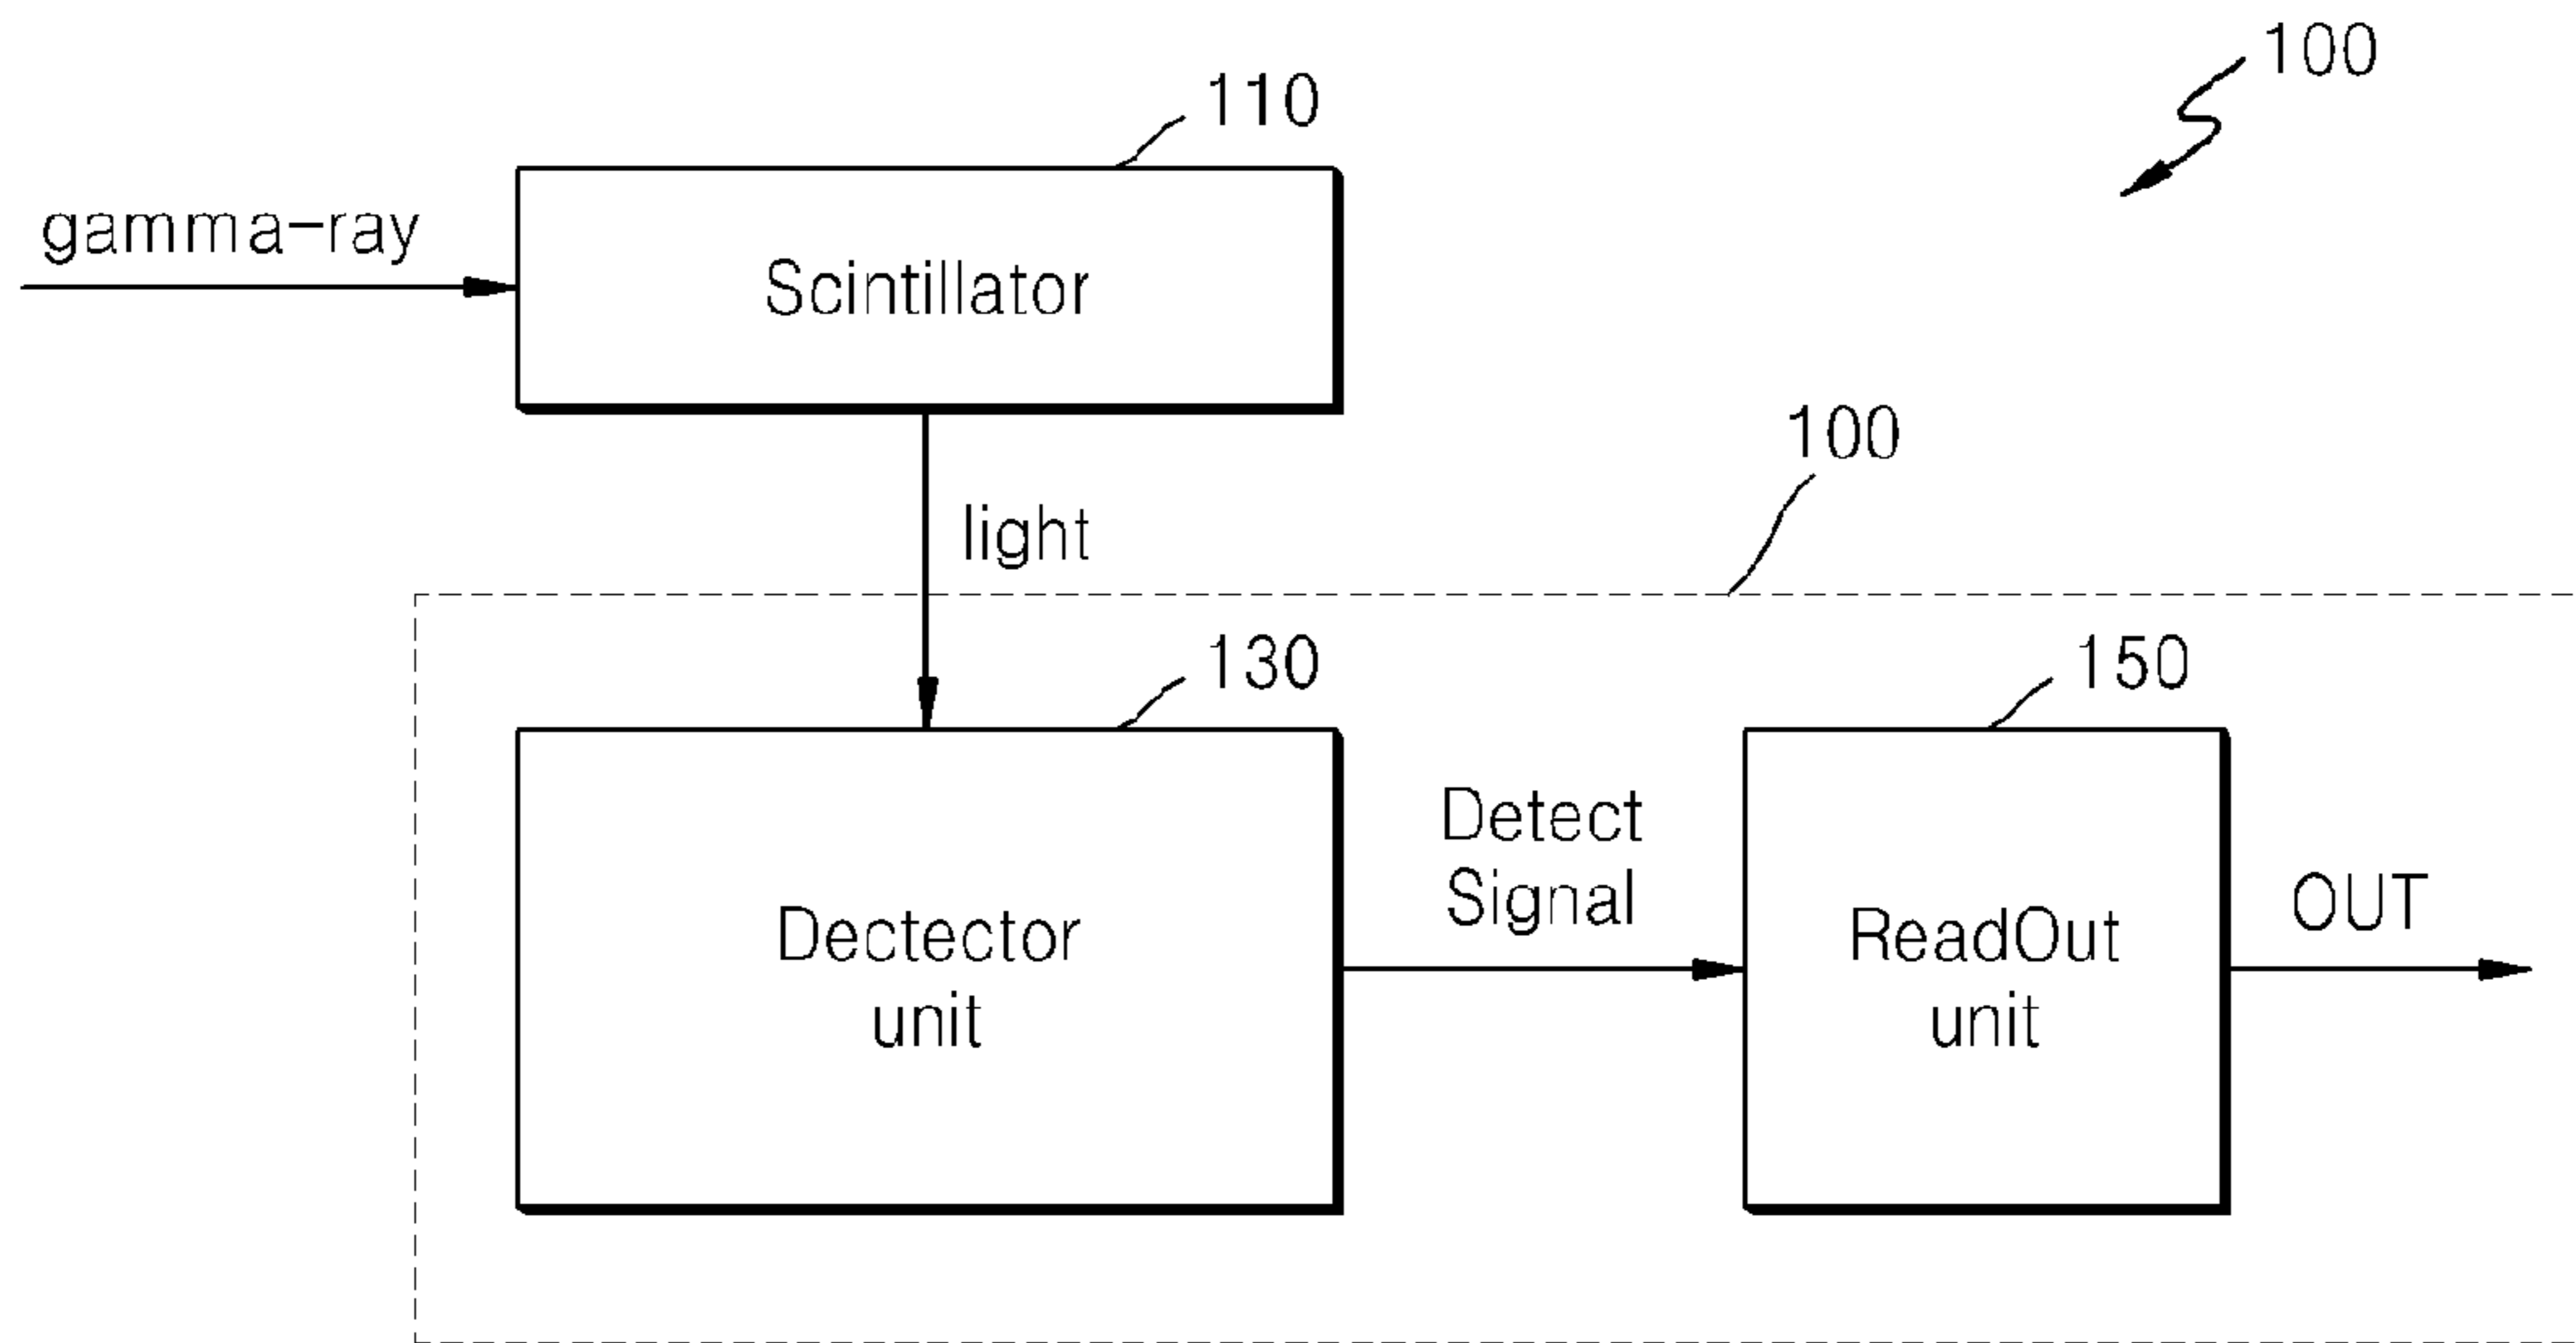 100
110
gamma-ray
Scintillator
100
light
130
150
Detect
Signal
OUT
Dectector
unit
ReadOut
unit